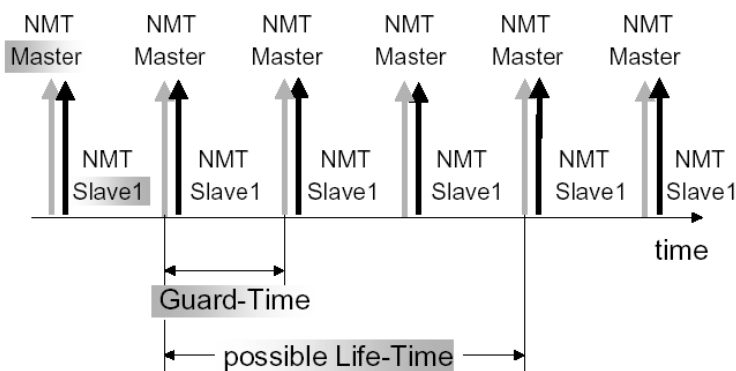 NMT NMT NMT NMT NMT NMT
Master Master Master Master Master Master
NMT NMT NMT NMT NMT NMT
Slave1 Slave1 Slave1 Slave1 Slave1 Slave1
time
Guard-Time
possible Life-Time